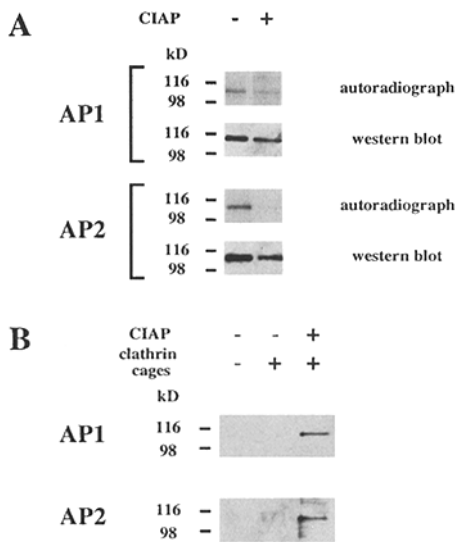 A
CIAP - +
kD
AP1
116
98
autoradiograph
116
98
western blot
AP2
116
98
autoradiograph
116
98
western blot
B
CIAP - - +
clathrin cages - + +
kD
AP1
116
98
AP2
116
98